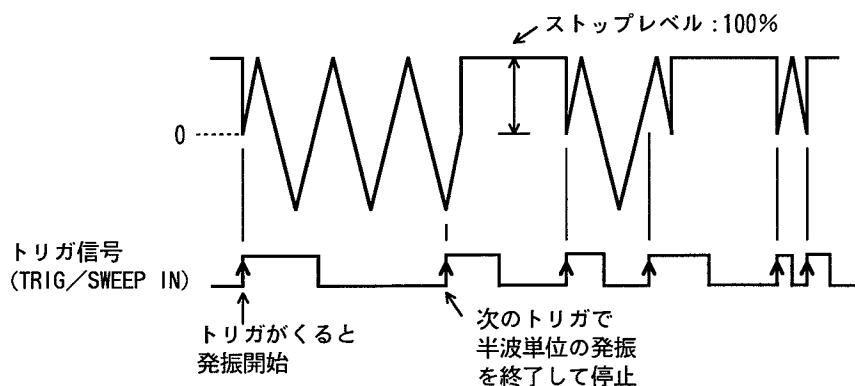 ストップレベル:100%
0
トリガ信号
(TRIG/SWEEP IN)
トリガがくると
発振開始
次のトリガで
半波単位の発振
を終了して停止